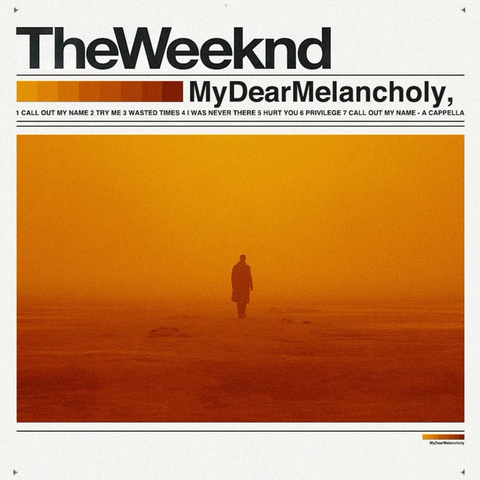 TheWeeknd
MyDearMelancholy,
1 CALL OUT MY NAME 2 TRY ME 3 WASTED TIMES 4 I WAS NEVER THERE 5 HURT YOU 6 PRIVILEGE 7 CALL OUT MY NAME - A CAPPELLA
MyDearMelancholy,